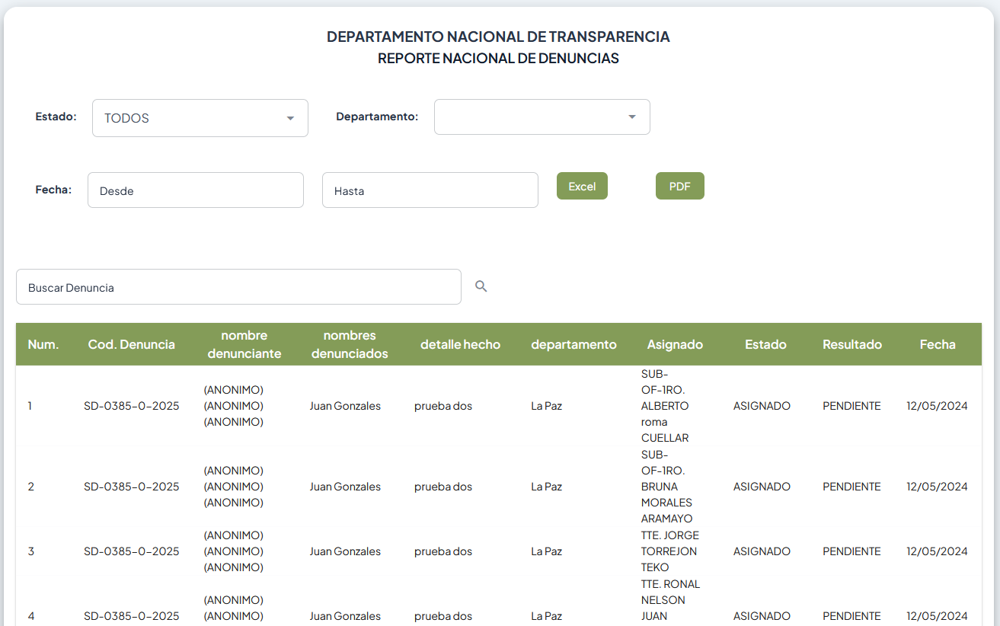 DEPARTAMENTO NACIONAL DE TRANSPARENCIA
REPORTE NACIONAL DE DENUNCIAS
Estado: TODOS Departamento:
Fecha: Desde Hasta Excel PDF
Buscar Denuncia
Num. Cod. Denuncia nombre denunciante nombres denunciados detalle hecho departamento Asignado Estado Resultado Fecha
1 SD-0385-0-2025 (ANONIMO) (ANONIMO) (ANONIMO) Juan Gonzales prueba dos La Paz SUB-OF-1RO. ALBERTO roma CUELLAR ASIGNADO PENDIENTE 12/05/2024
2 SD-0385-0-2025 (ANONIMO) (ANONIMO) (ANONIMO) Juan Gonzales prueba dos La Paz SUB-OF-1RO. BRUNA MORALES ARAMAYO ASIGNADO PENDIENTE 12/05/2024
3 SD-0385-0-2025 (ANONIMO) (ANONIMO) (ANONIMO) Juan Gonzales prueba dos La Paz TTE. JORGE TORREJON TEKO ASIGNADO PENDIENTE 12/05/2024
4 SD-0385-0-2025 (ANONIMO) (ANONIMO) Juan Gonzales prueba dos La Paz TTE. RONAL NELSON JUAN ASIGNADO PENDIENTE 12/05/2024